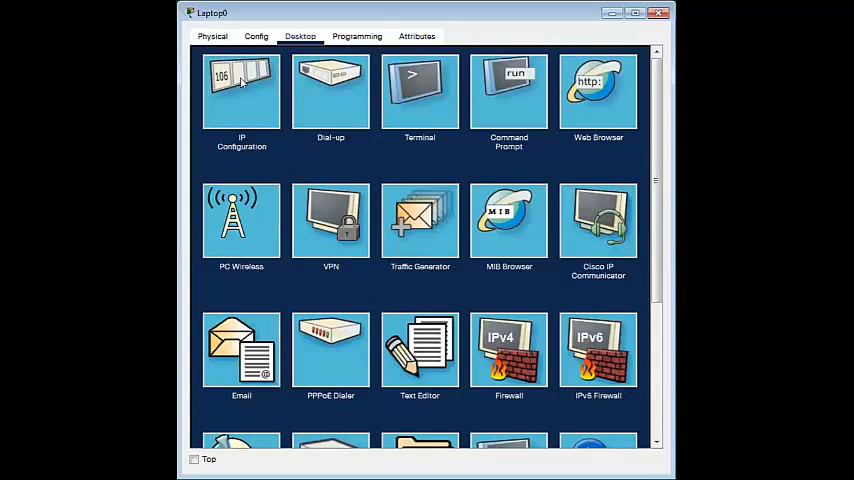 Laptop0
Physical Config Desktop Programming Attributes
106
>
run
http:
IP
Configuration
Dial-up
Terminal
Command
Prompt
Web Browser
MIB
PC Wireless
VPN
Traffic Generator
MIB Browser
Cisco IP
Communicator
IPv4
IPv6
@
Email
PPPoE Dialer
Text Editor
Firewall
IPv6 Firewall
Top